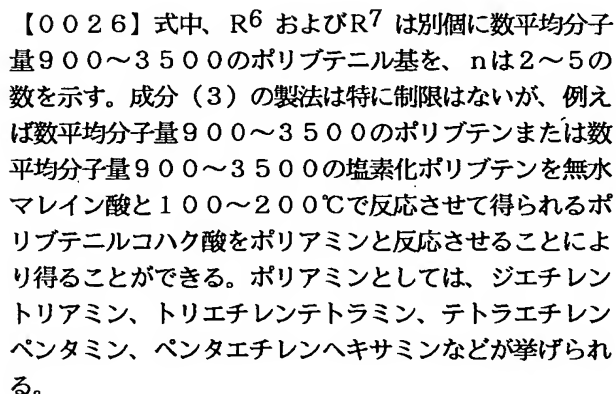 【0026】式中、R⁶ およびR⁷ は別個に数平均分子
量900～3500のポリブテニル基を、nは2～5の
数を示す。成分（3）の製法は特に制限はないが、例え
ば数平均分子量900～3500のポリブテンまたは数
平均分子量900～3500の塩素化ポリブテンを無水
マレイン酸と100～200℃で反応させて得られるポ
リブテニルコハク酸をポリアミンと反応させることによ
り得ることができる。ポリアミンとしては、ジエチレン
トリアミン、トリエチレンテトラミン、テトラエチレン
ペンタミン、ペンタエチレンヘキサミンなどが挙げられ
る。